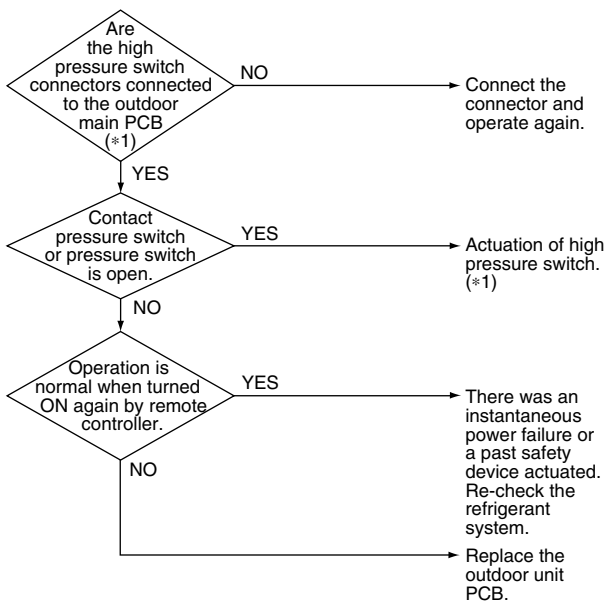 Are
the high
pressure switch
connectors connected
to the outdoor
main PCB
(*1)
NO
Connect the
connector and
operate again.
YES
Contact
pressure switch
or pressure switch
is open.
YES
Actuation of high
pressure switch.
(*1)
NO
Operation is
normal when turned
ON again by remote
controller.
YES
There was an
instantaneous
power failure or
a past safety
device actuated.
Re-check the
refrigerant
system.
NO
Replace the
outdoor unit
PCB.